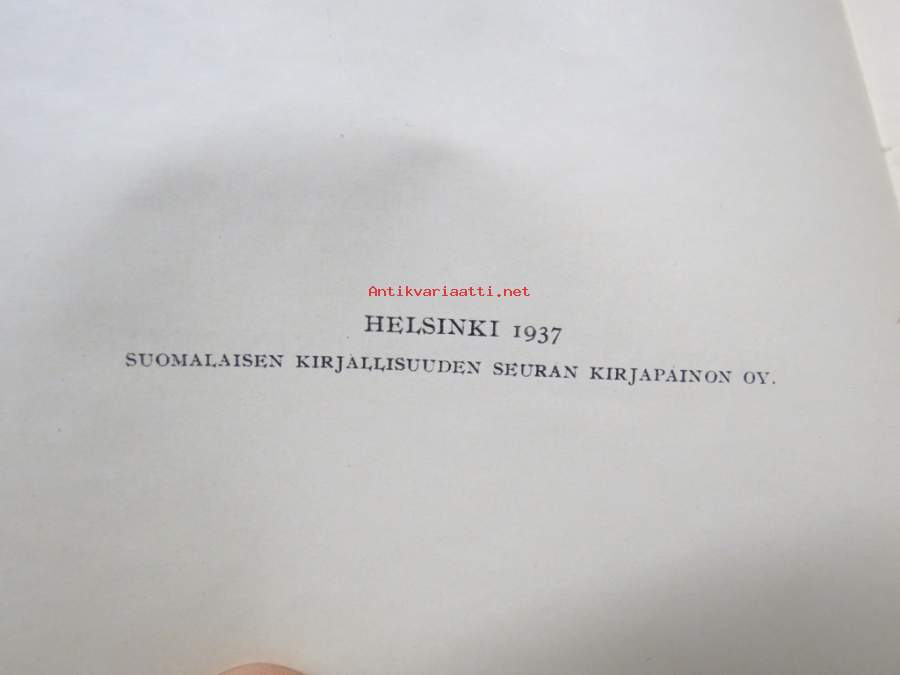 Antikvariaatti.net
HELSINKI 1937
SUOMALAISEN KIRJALLISUUDEN SEURAN KIRJAPAINON OY.